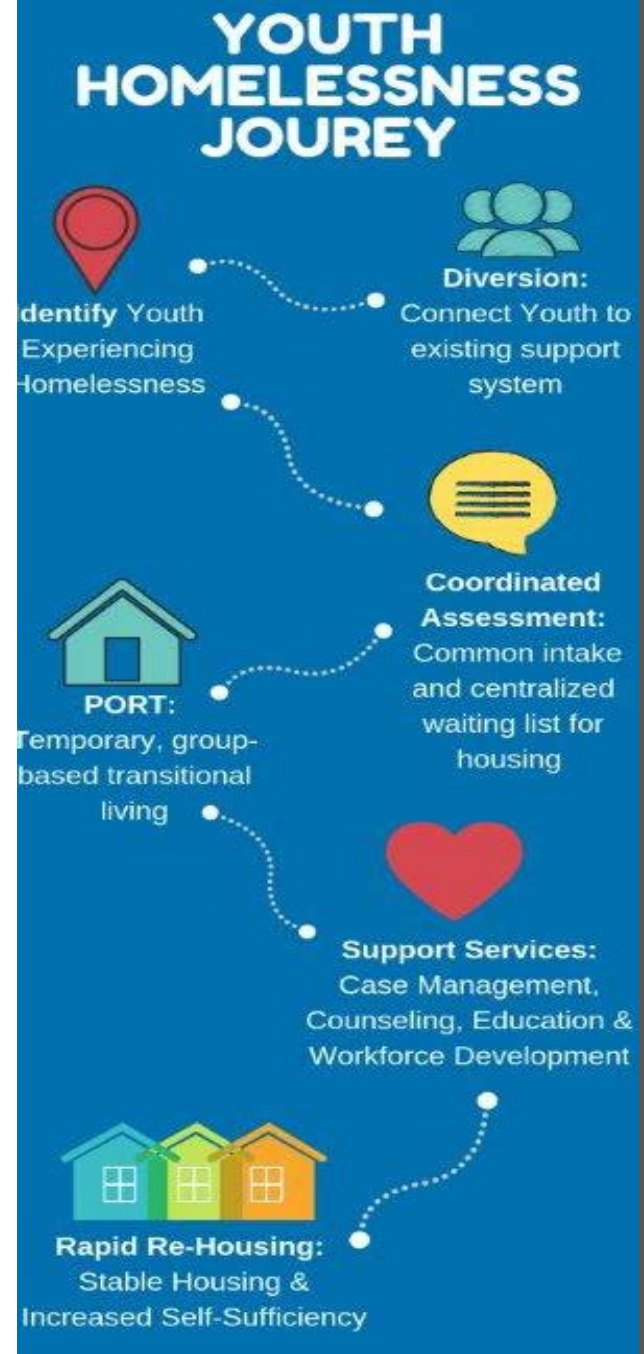 YOUTH
HOMELESSNESS
JOUREY
Identify Youth
Experiencing
Homelessness
Diversion:
Connect Youth to
existing support
system
Coordinated
Assessment:
Common intake
and centralized
waiting list for
housing
PORT:
Temporary, group-
based transitional
living
Support Services:
Case Management,
Counseling, Education &
Workforce Development
Rapid Re-Housing:
Stable Housing &
Increased Self-Sufficiency